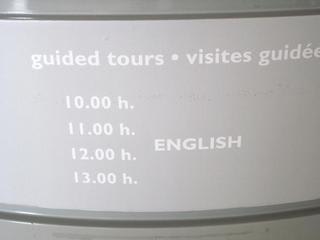 guided tours • visites guidée
10.00 h.
11.00 h.
12.00 h. ENGLISH
13.00 h.